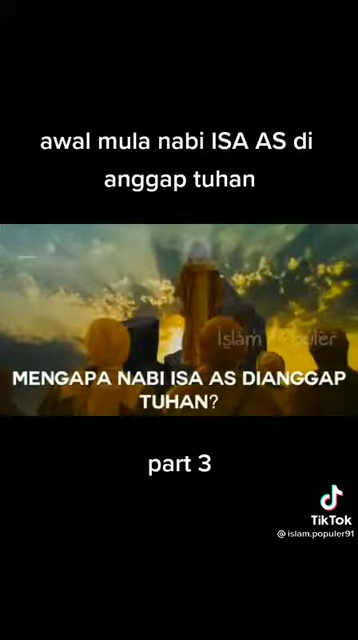 awal mula nabi ISA AS di
anggap tuhan
MENGAPA NABI ISA AS DIANGGAP
TUHAN?
part 3
TikTok
@islam.populer91